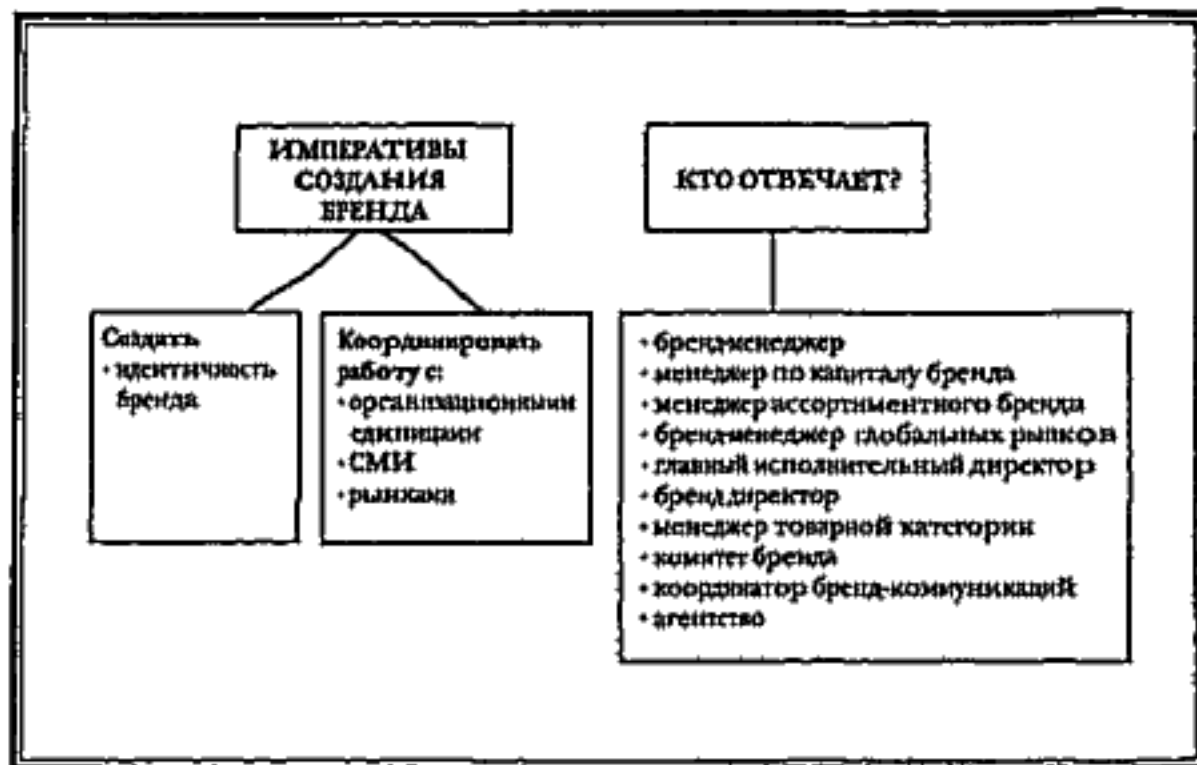 ИМПЕРАТИВЫ
СОЗДАНИЯ
БРЕНДА
КТО ОТВЕЧАЕТ?
Создать
• идентичность
бренда
Координировать
работу с:
• организационными
единицами
• СМИ
• рынками
• бренд-менеджер
• менеджер по капиталу бренда
• менеджер ассортиментного бренда
• бренд-менеджер глобальных рынков
• главный исполнительный директор
• бренд директор
• менеджер товарной категории
• комитет бренда
• координатор бренд-коммуникаций
• агентство